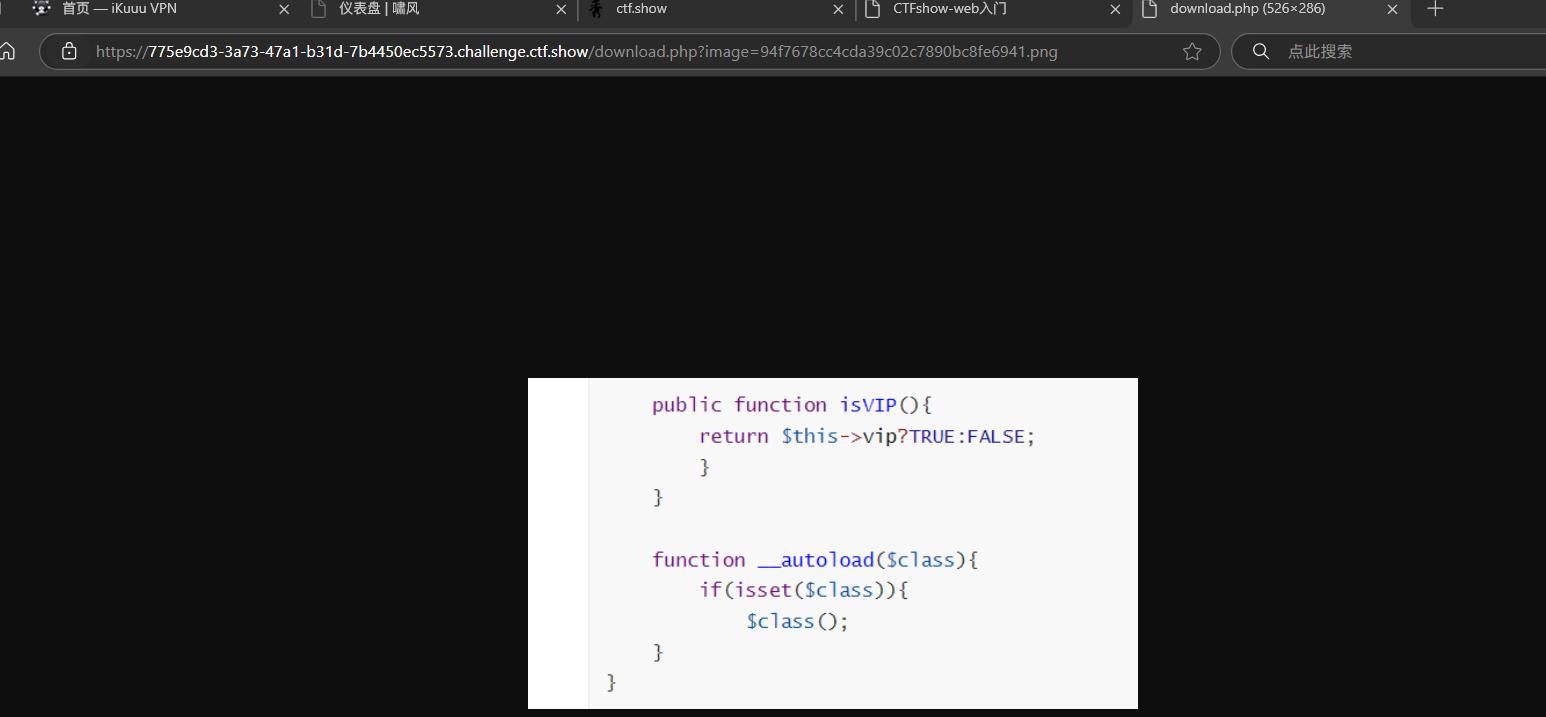 首页 — iKuuu VPN
仪表盘 | 啸风
ctf.show
CTFshow-web入门
download.php (526×286)
https://775e9cd3-3a73-47a1-b31d-7b4450ec5573.challenge.ctf.show/download.php?image=94f7678cc4cda39c02c7890bc8fe6941.png
点此搜索
public function isVIP(){
return $this->vip?TRUE:FALSE;
}
}
function __autoload($class){
if(isset($class)){
$class();
}
}